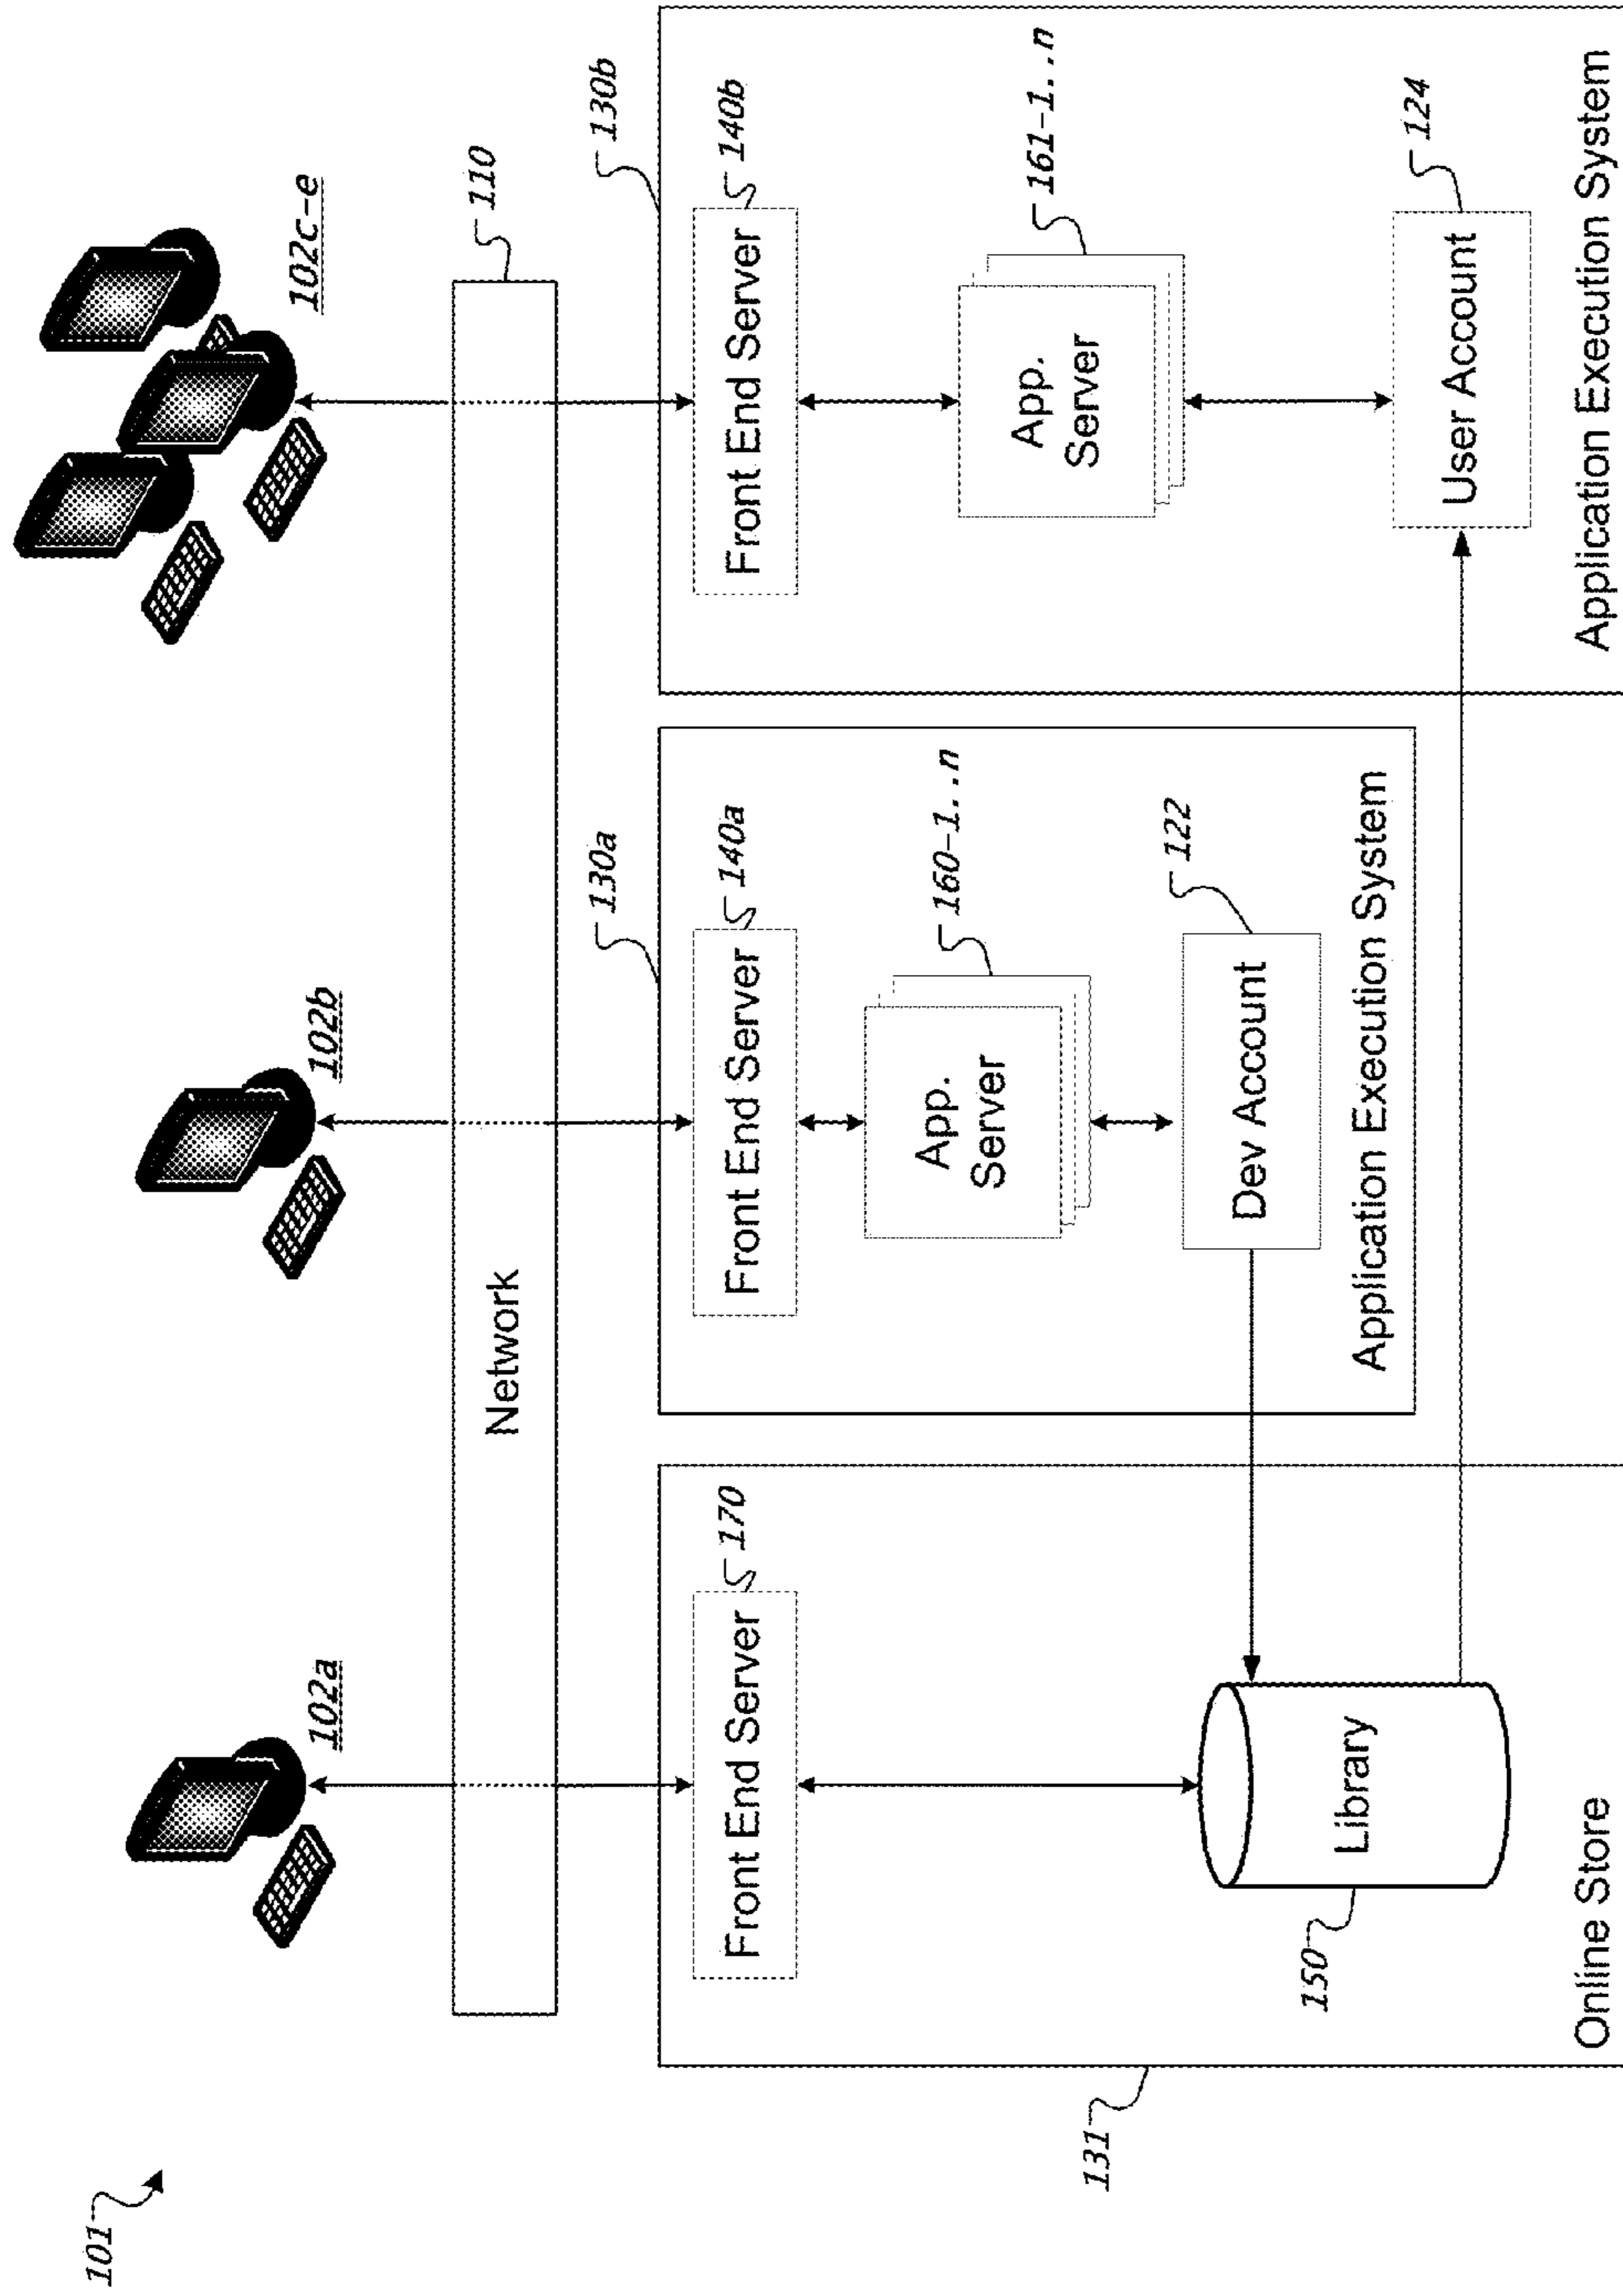 101
102a
102b
102c-e
Network
110
131
130a
130b
Front End Server
170
Front End Server
140a
Front End Server
140b
App.
Server
160-1..n
App.
Server
161-1..n
Library
150
Dev Account
122
User Account
124
Online Store
Application Execution System
Application Execution System